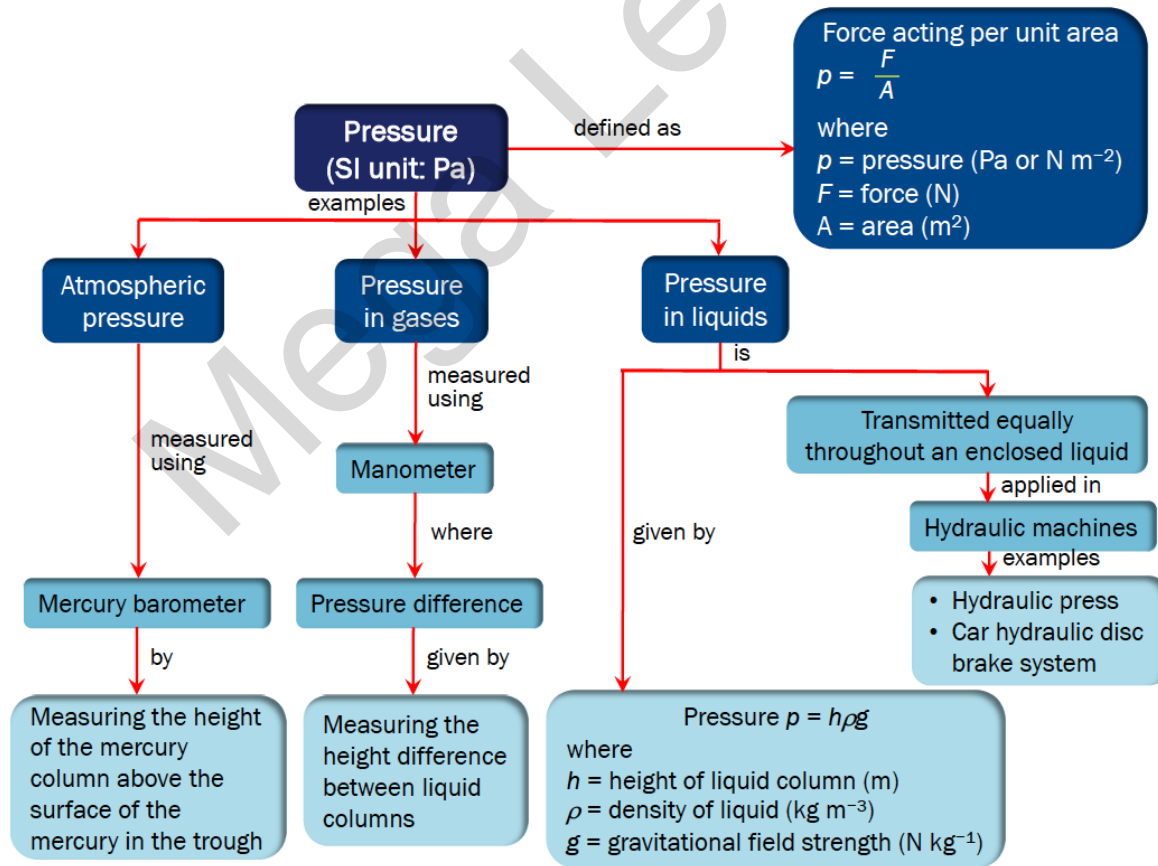 Force acting per unit area
p = F
A
where
p = pressure (Pa or N m⁻²)
F = force (N)
A = area (m²)
Pressure
(SI unit: Pa)
defined as
examples
Atmospheric
pressure
Pressure
in gases
Pressure
in liquids
is
measured
using
measured
using
Manometer
where
given by
Transmitted equally
throughout an enclosed liquid
applied in
Hydraulic machines
examples
• Hydraulic press
• Car hydraulic disc
brake system
Mercury barometer
by
Measuring the height
of the mercury
column above the
surface of the
mercury in the trough
Pressure difference
given by
Measuring the
height difference
between liquid
columns
Pressure p = hρg
where
h = height of liquid column (m)
ρ = density of liquid (kg m⁻³)
g = gravitational field strength (N kg⁻¹)
Mega Le